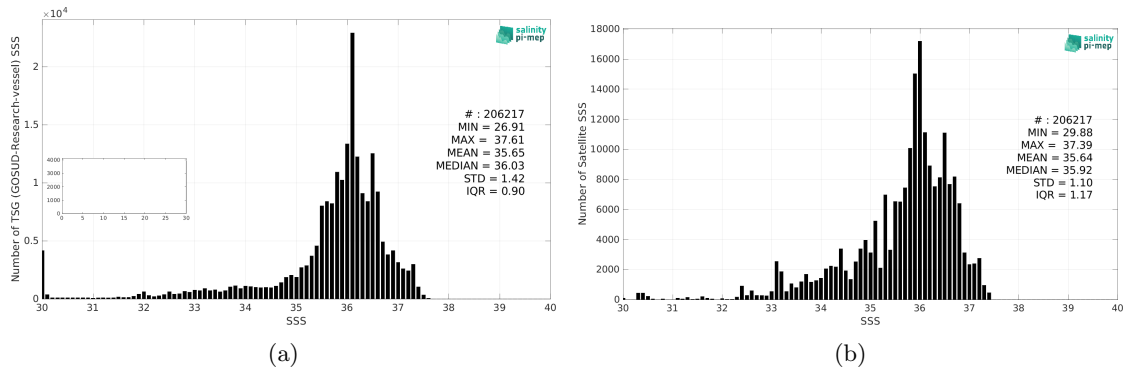 ×10⁴
2
1.5
1
0.5
0
Number of TSG (GOSUD-Research-vessel) SSS
salinity
pi-mep
# : 206217
MIN = 26.91
MAX = 37.61
MEAN = 35.65
MEDIAN = 36.03
STD = 1.42
IQR = 0.90
4000
3000
2000
1000
0
0 5 10 15 20 25 30
30 31 32 33 34 35 36 37 38 39 40
SSS
(a)
18000
16000
14000
12000
10000
8000
6000
4000
2000
0
Number of Satellite SSS
salinity
pi-mep
# : 206217
MIN = 29.88
MAX = 37.39
MEAN = 35.64
MEDIAN = 35.92
STD = 1.10
IQR = 1.17
30 31 32 33 34 35 36 37 38 39 40
SSS
(b)